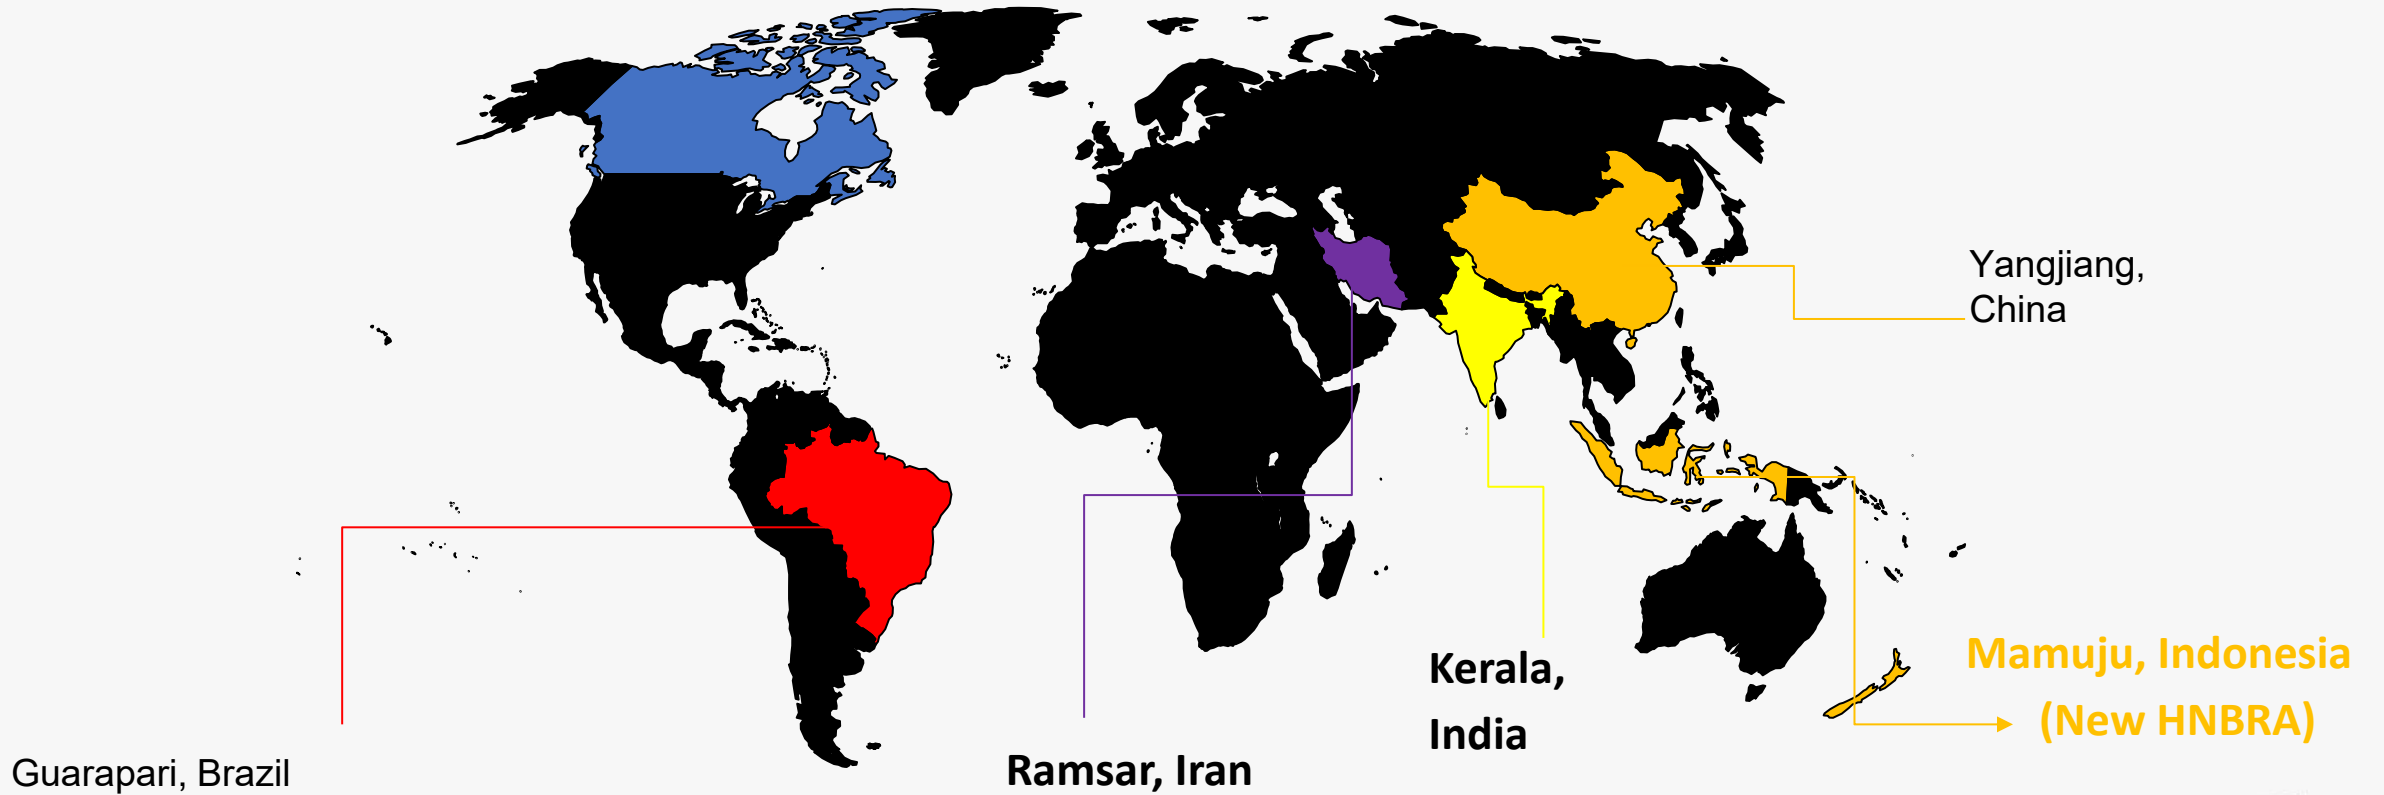 Yangjiang,
China
Kerala,
India
Mamuju, Indonesia
(New HNBRA)
Ramsar, Iran
Guarapari, Brazil